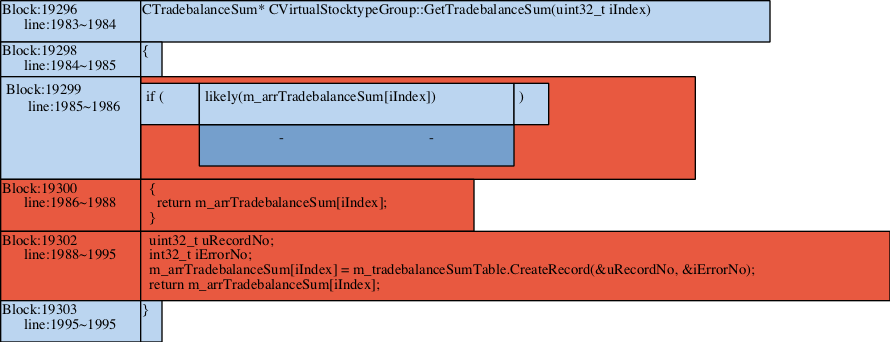 Block:19296 CTradebalanceSum* CVirtualStocktypeGroup::GetTradebalanceSum(uint32_t iIndex)
line:1983~1984
Block:19298 {
line:1984~1985
Block:19299
line:1985~1986
if ( likely(m_arrTradebalanceSum[iIndex]) )
- -
Block:19300 {
line:1986~1988 return m_arrTradebalanceSum[iIndex];
}
Block:19302 uint32_t uRecordNo;
line:1988~1995 int32_t iErrorNo;
m_arrTradebalanceSum[iIndex] = m_tradebalanceSumTable.CreateRecord(&uRecordNo, &iErrorNo);
return m_arrTradebalanceSum[iIndex];
Block:19303 }
line:1995~1995